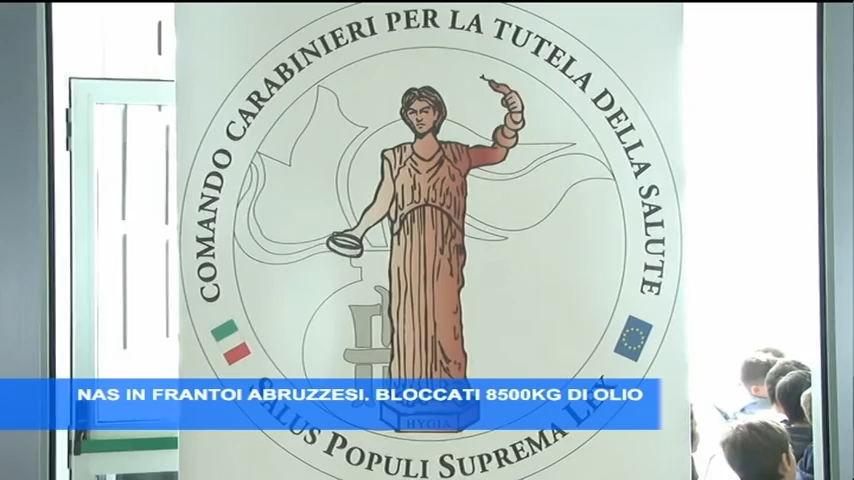 COMANDO CARABINIERI PER LA TUTELA DELLA SALUTE
NAS IN FRANTOI ABRUZZESI. BLOCCATI 8500KG DI OLIO
HYGIA
SALUS POPULI SUPREMA LEX